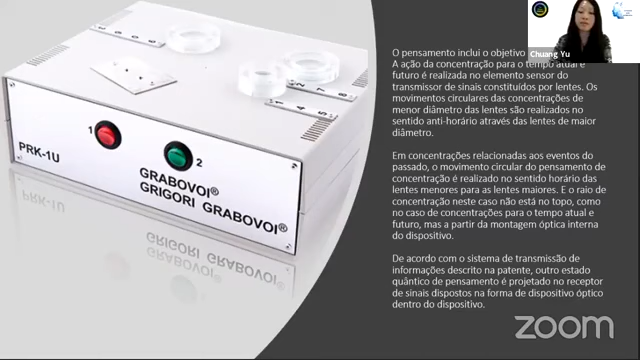 PRK-1U
1
2
GRABOVOI®
GRIGORI GRABOVOI®
Chuang Yu
O pensamento inclui o objetivo
A ação da concentração para o tempo atual e
futuro é realizada no elemento sensor do
transmissor de sinais constituídos por lentes. Os
movimentos circulares das concentrações de
menor diâmetro das lentes são realizados no
sentido anti-horário através das lentes de maior
diâmetro.
Em concentrações relacionadas aos eventos do
passado, o movimento circular do pensamento de
concentração é realizado no sentido horário das
lentes menores para as lentes maiores. E o raio de
concentração neste caso não está no topo, como
no caso de concentrações para o tempo atual e
futuro, mas a partir da montagem óptica interna
do dispositivo.
De acordo com o sistema de transmissão de
informações descrito na patente, outro estado
quântico de pensamento é projetado no receptor
de sinais dispostos na forma de dispositivo óptico
dentro do dispositivo.
zoom